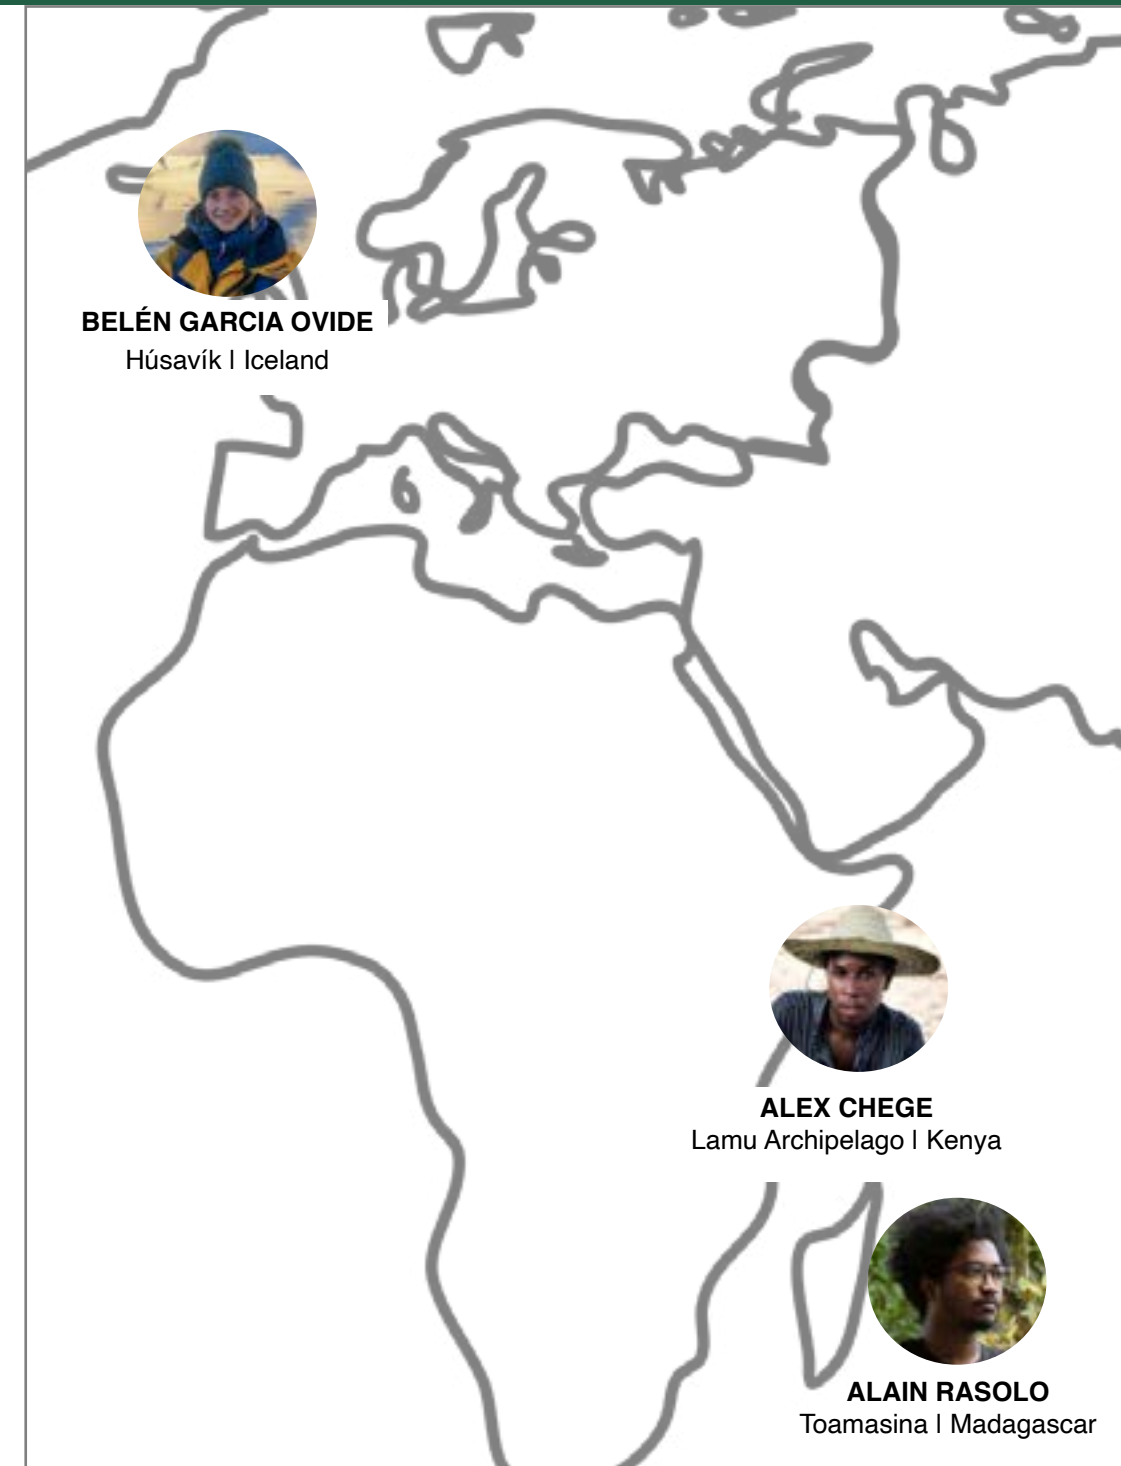 BELÉN GARCIA OVIDE
Húsavík | Iceland
ALEX CHEGE
Lamu Archipelago | Kenya
ALAIN RASOLO
Toamasina | Madagascar